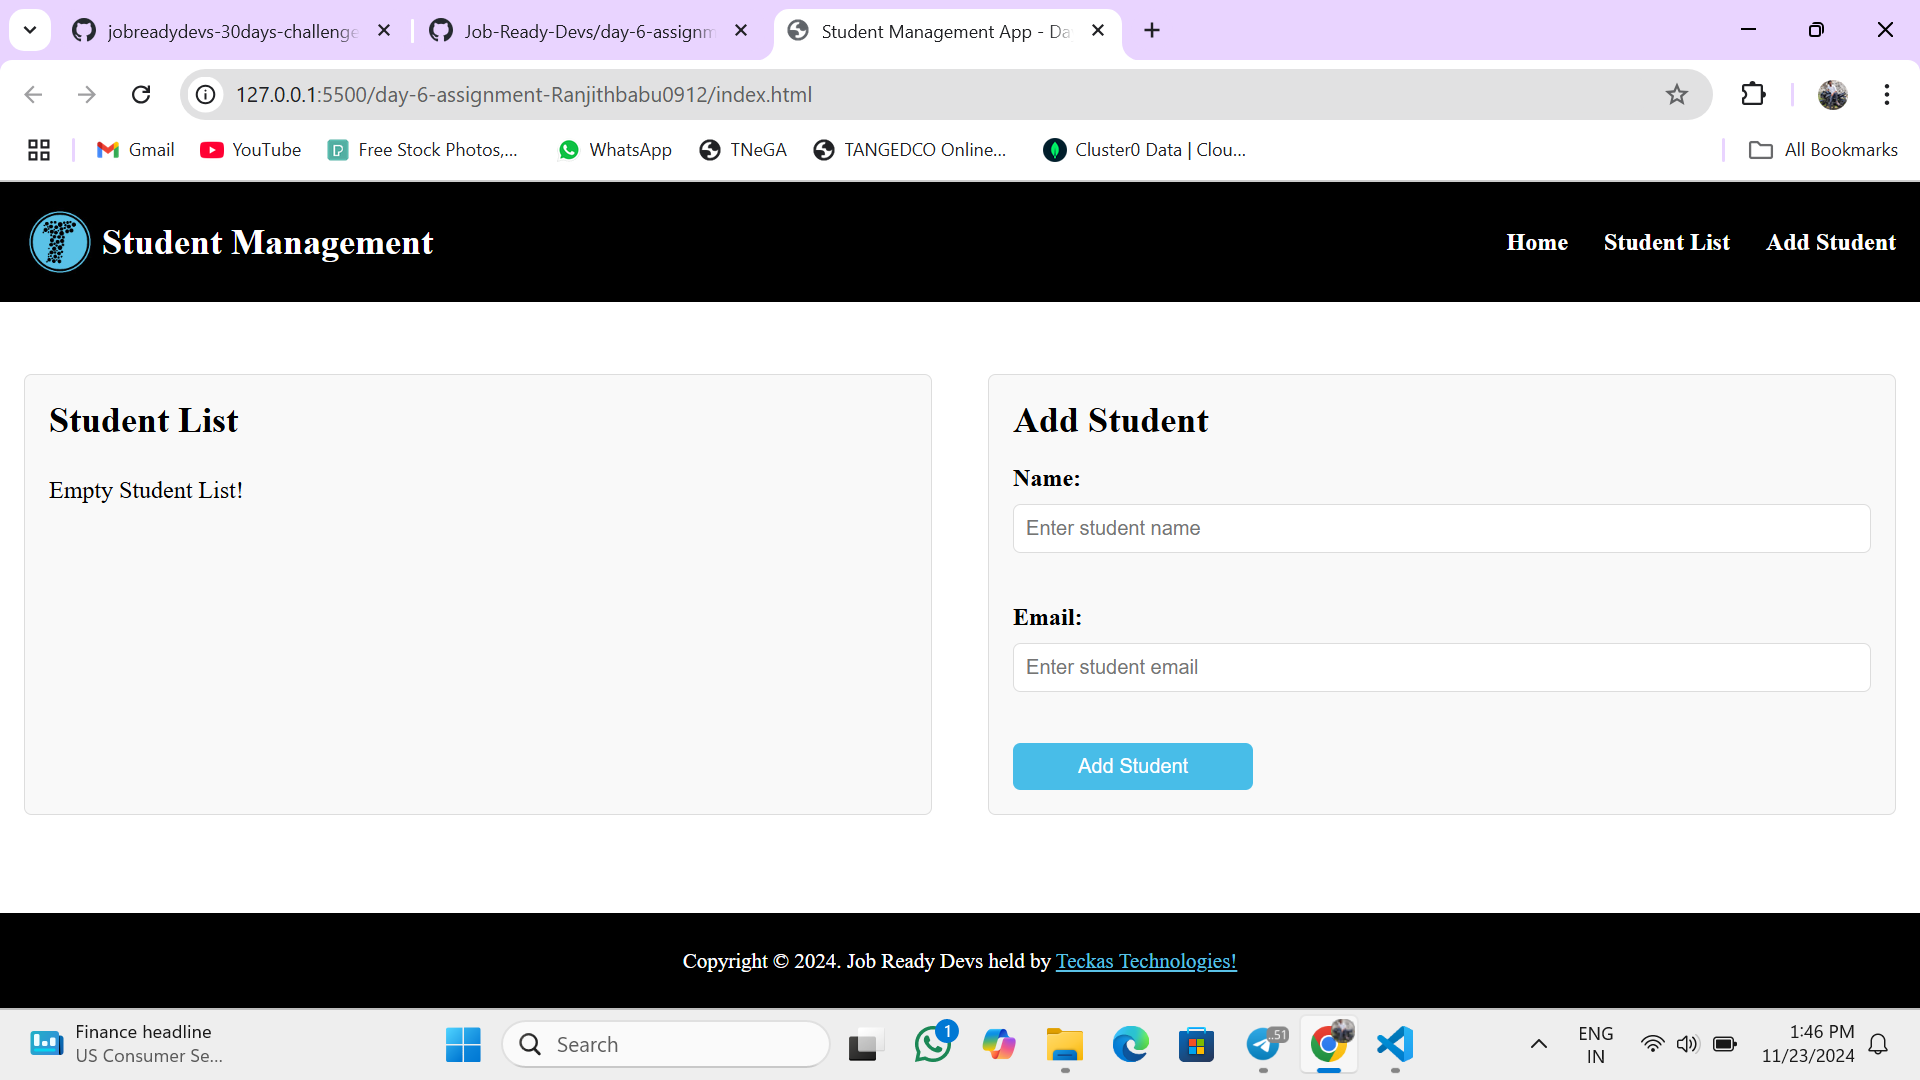 jobreadydevs-30days-challenge
Job-Ready-Devs/day-6-assignm
Student Management App - Da
127.0.0.1:5500/day-6-assignment-Ranjithbabu0912/index.html
Gmail
YouTube
Free Stock Photos,...
WhatsApp
TNeGA
TANGEDCO Online...
Cluster0 Data | Clou...
All Bookmarks
T Student Management
Home
Student List
Add Student
Student List
Empty Student List!
Add Student
Name:
Enter student name
Email:
Enter student email
Add Student
Copyright © 2024. Job Ready Devs held by Teckas Technologies!
Finance headline
US Consumer Se...
Search
1
.51
ENG
IN
1:46 PM
11/23/2024